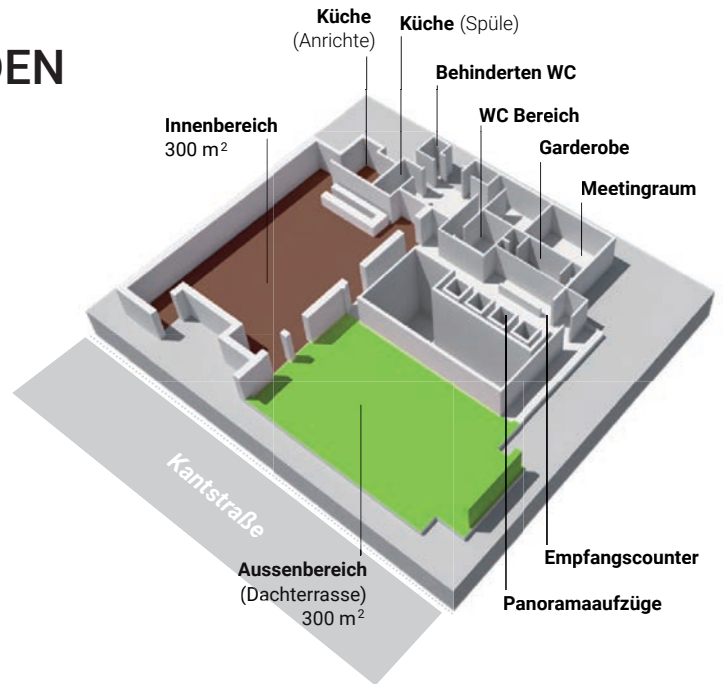 DEN
Küche
(Anrichte)
Küche (Spüle)
Behinderten WC
WC Bereich
Garderobe
Meetingraum
Innenbereich
300 m²
Kantstraße
Aussenbereich
(Dachterrasse)
300 m²
Empfangscounter
Panoramaaufzüge